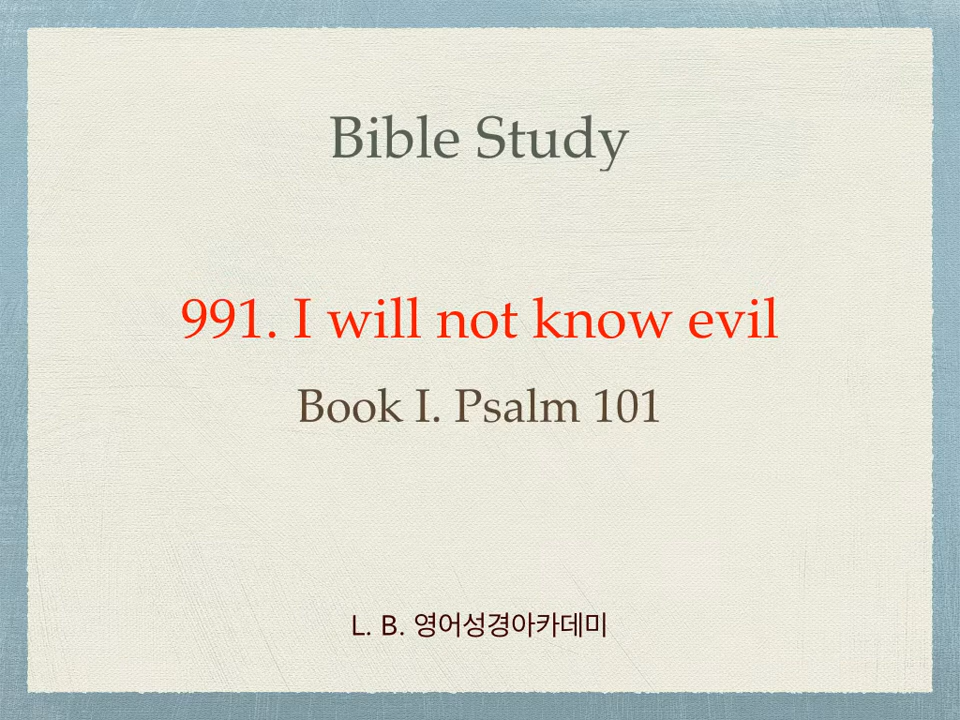 Bible Study
991. I will not know evil
Book I. Psalm 101
L. B. 영어성경아카데미